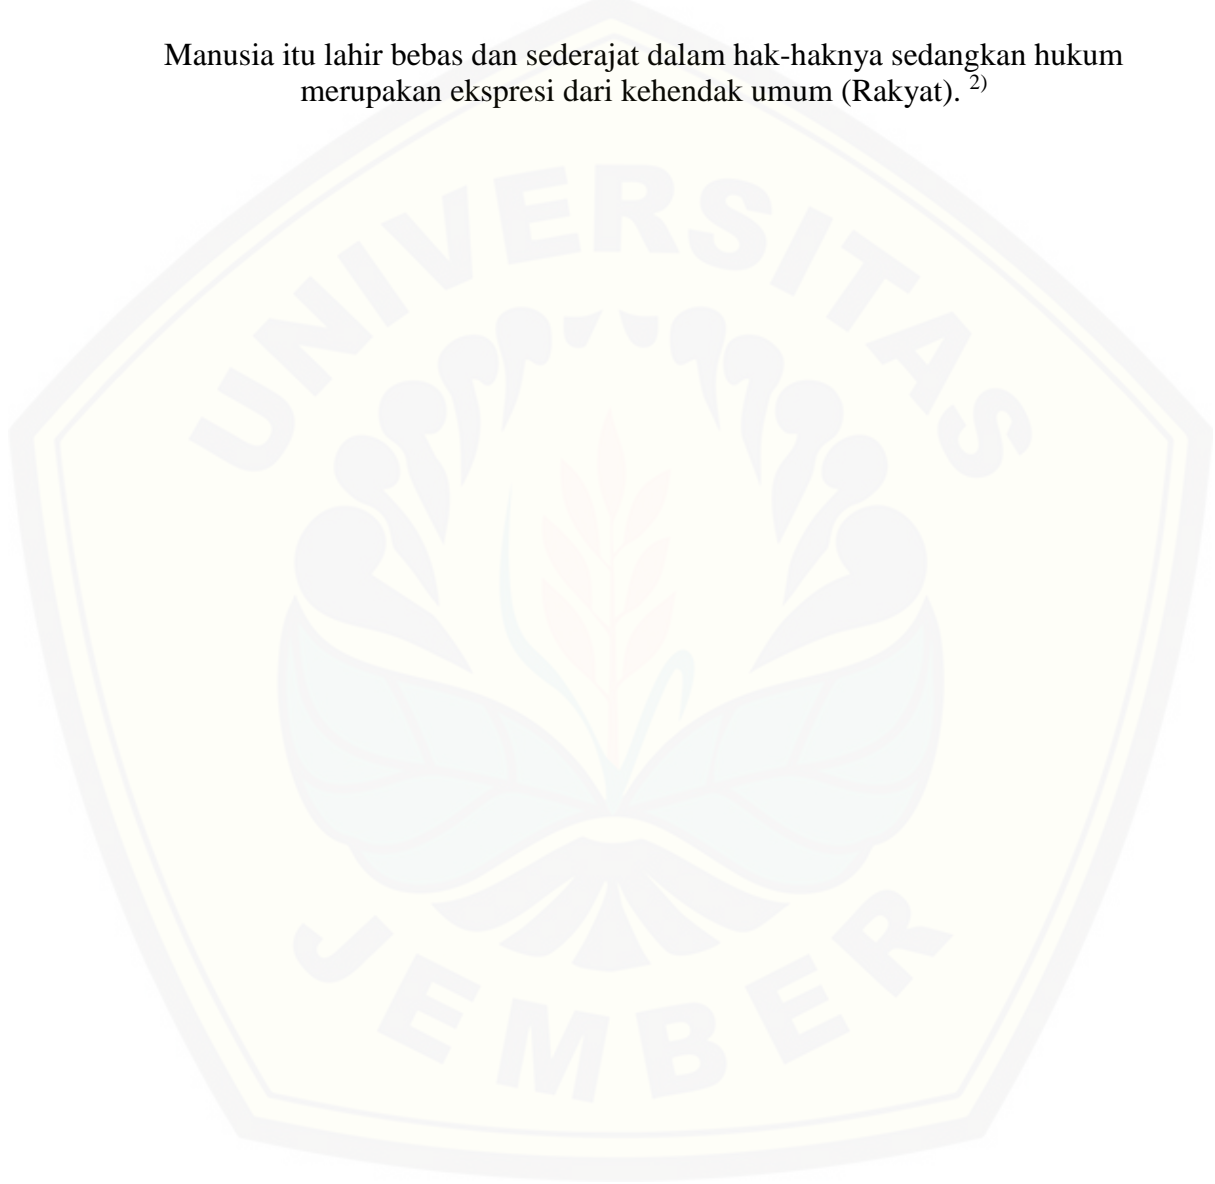 Manusia itu lahir bebas dan sederajat dalam hak-haknya sedangkan hukum
merupakan ekspresi dari kehendak umum (Rakyat). 2)
UNIVERSITAS
JEMBER